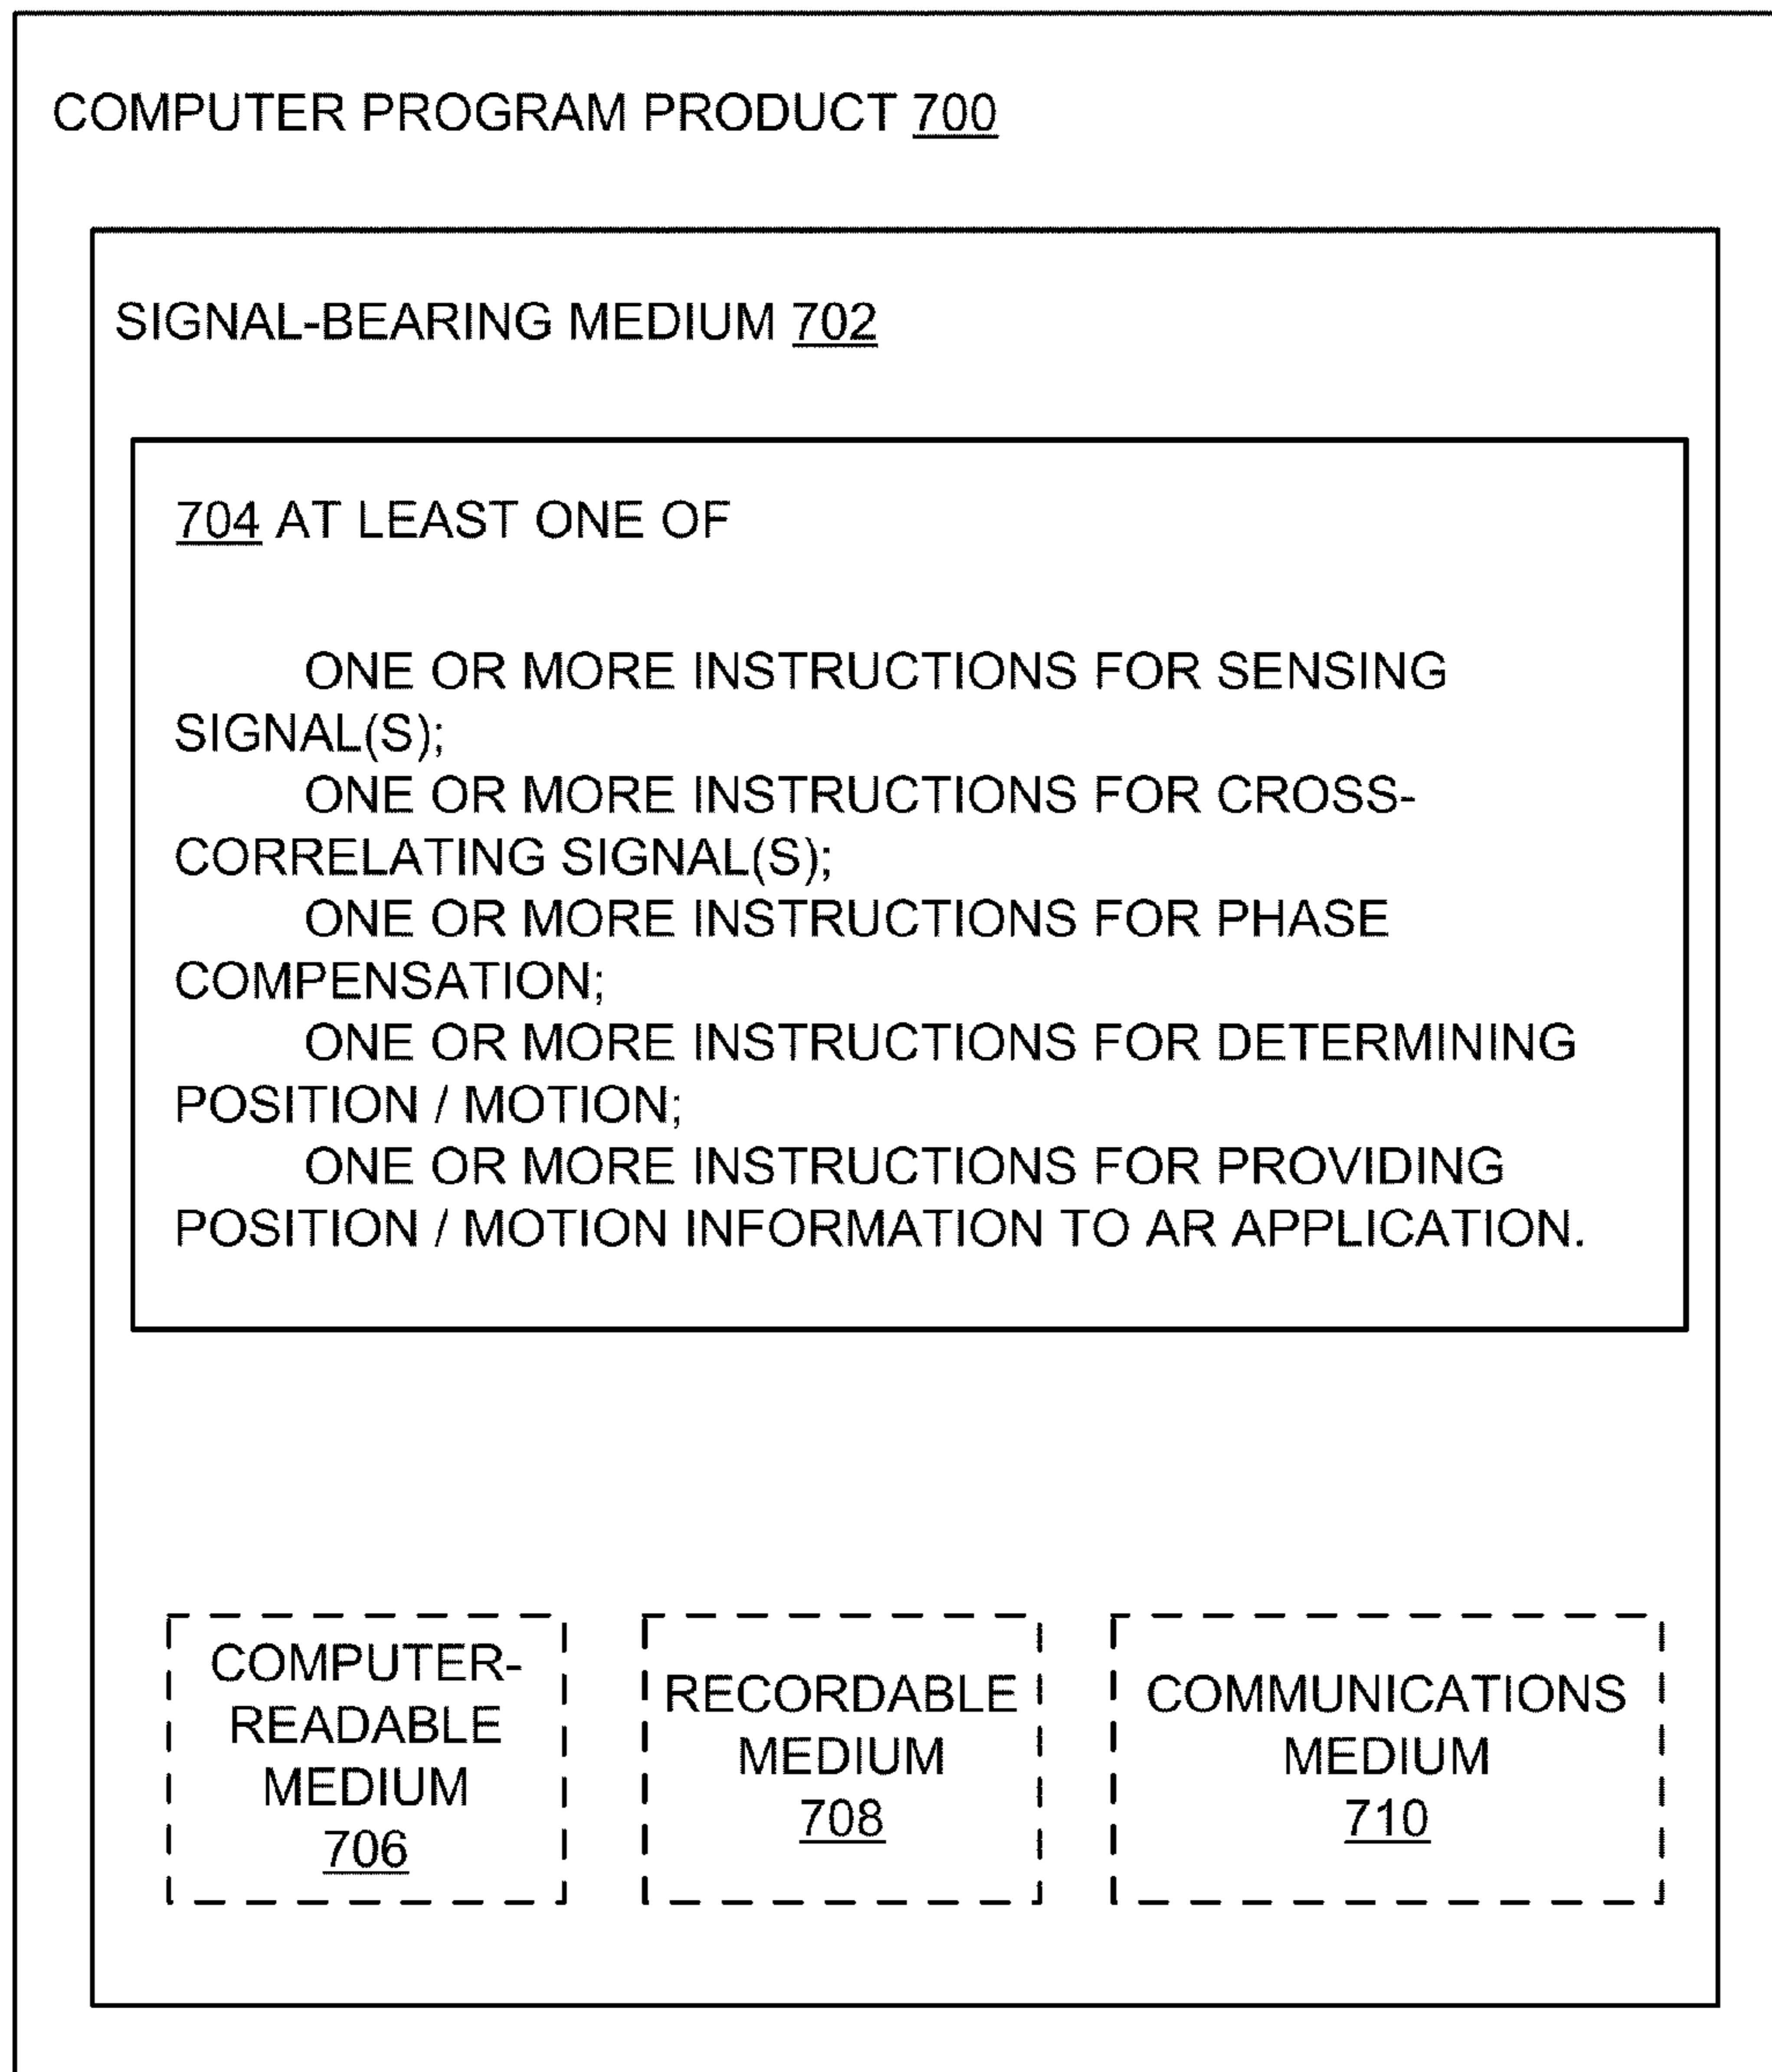 COMPUTER PROGRAM PRODUCT 700
SIGNAL-BEARING MEDIUM 702
704 AT LEAST ONE OF
ONE OR MORE INSTRUCTIONS FOR SENSING
SIGNAL(S);
ONE OR MORE INSTRUCTIONS FOR CROSS-
CORRELATING SIGNAL(S);
ONE OR MORE INSTRUCTIONS FOR PHASE
COMPENSATION;
ONE OR MORE INSTRUCTIONS FOR DETERMINING
POSITION / MOTION;
ONE OR MORE INSTRUCTIONS FOR PROVIDING
POSITION / MOTION INFORMATION TO AR APPLICATION.
COMPUTER-
READABLE
MEDIUM
706
RECORDABLE
MEDIUM
708
COMMUNICATIONS
MEDIUM
710